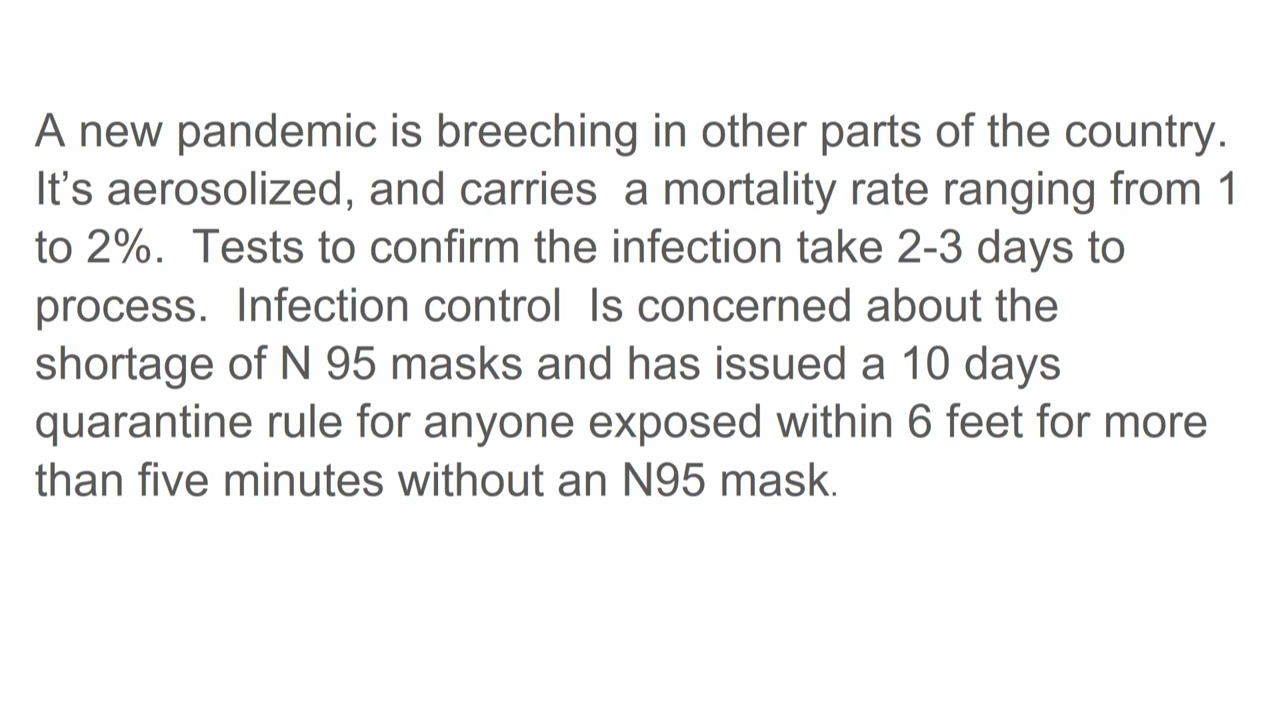 A new pandemic is breeching in other parts of the country.
It’s aerosolized, and carries  a mortality rate ranging from 1
to 2%.  Tests to confirm the infection take 2-3 days to
process.  Infection control  Is concerned about the
shortage of N 95 masks and has issued a 10 days
quarantine rule for anyone exposed within 6 feet for more
than five minutes without an N95 mask.